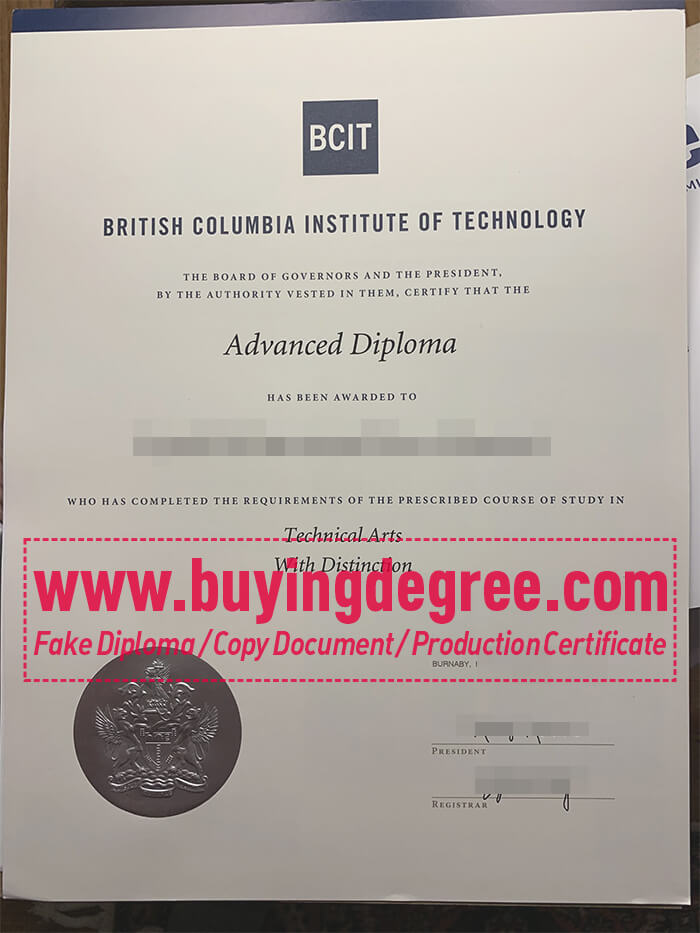 BCIT
BRITISH COLUMBIA INSTITUTE OF TECHNOLOGY
THE BOARD OF GOVERNORS AND THE PRESIDENT,
BY THE AUTHORITY VESTED IN THEM, CERTIFY THAT THE
Advanced Diploma
HAS BEEN AWARDED TO
WHO HAS COMPLETED THE REQUIREMENTS OF THE PRESCRIBED COURSE OF STUDY IN
Technical Arts
With Distinction
www.buyingdegree.com
Fake Diploma / Copy Document / Production Certificate
BURNABY,
PRESIDENT
REGISTRAR